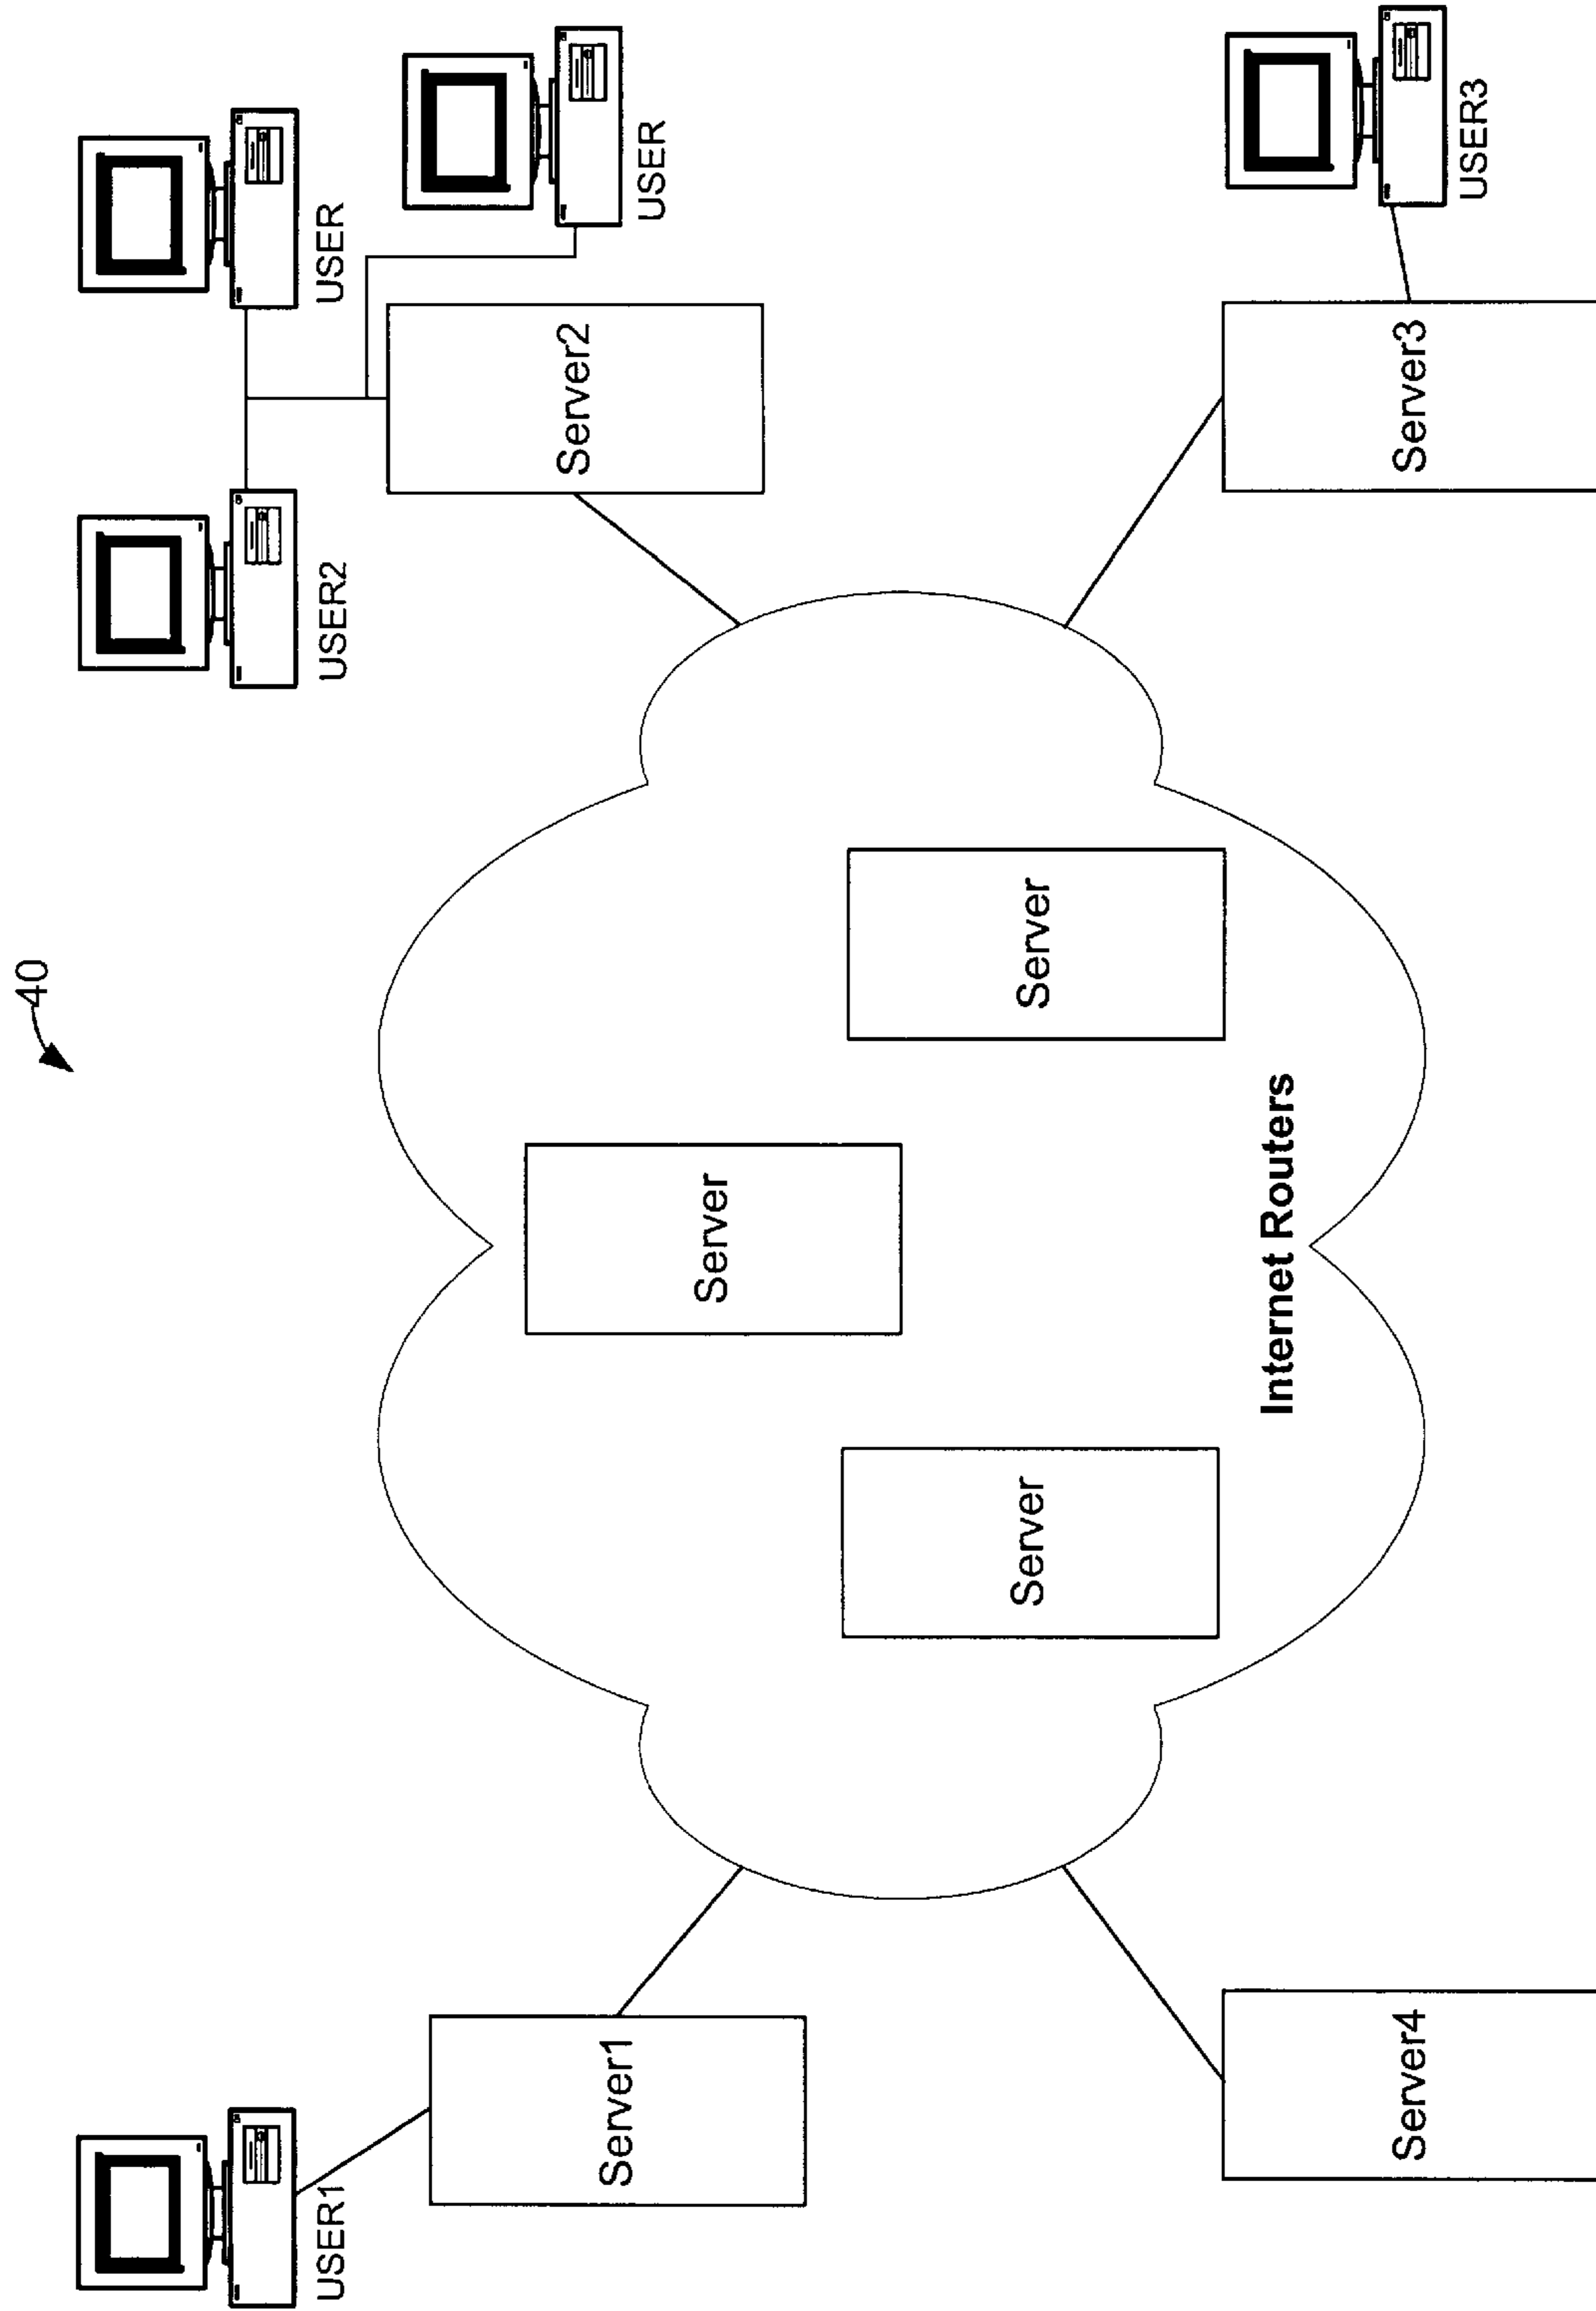 40
USER1
USER2
USER
USER
Server1
Server2
Server
Server
Server
Internet Routers
Server4
Server3
USER3